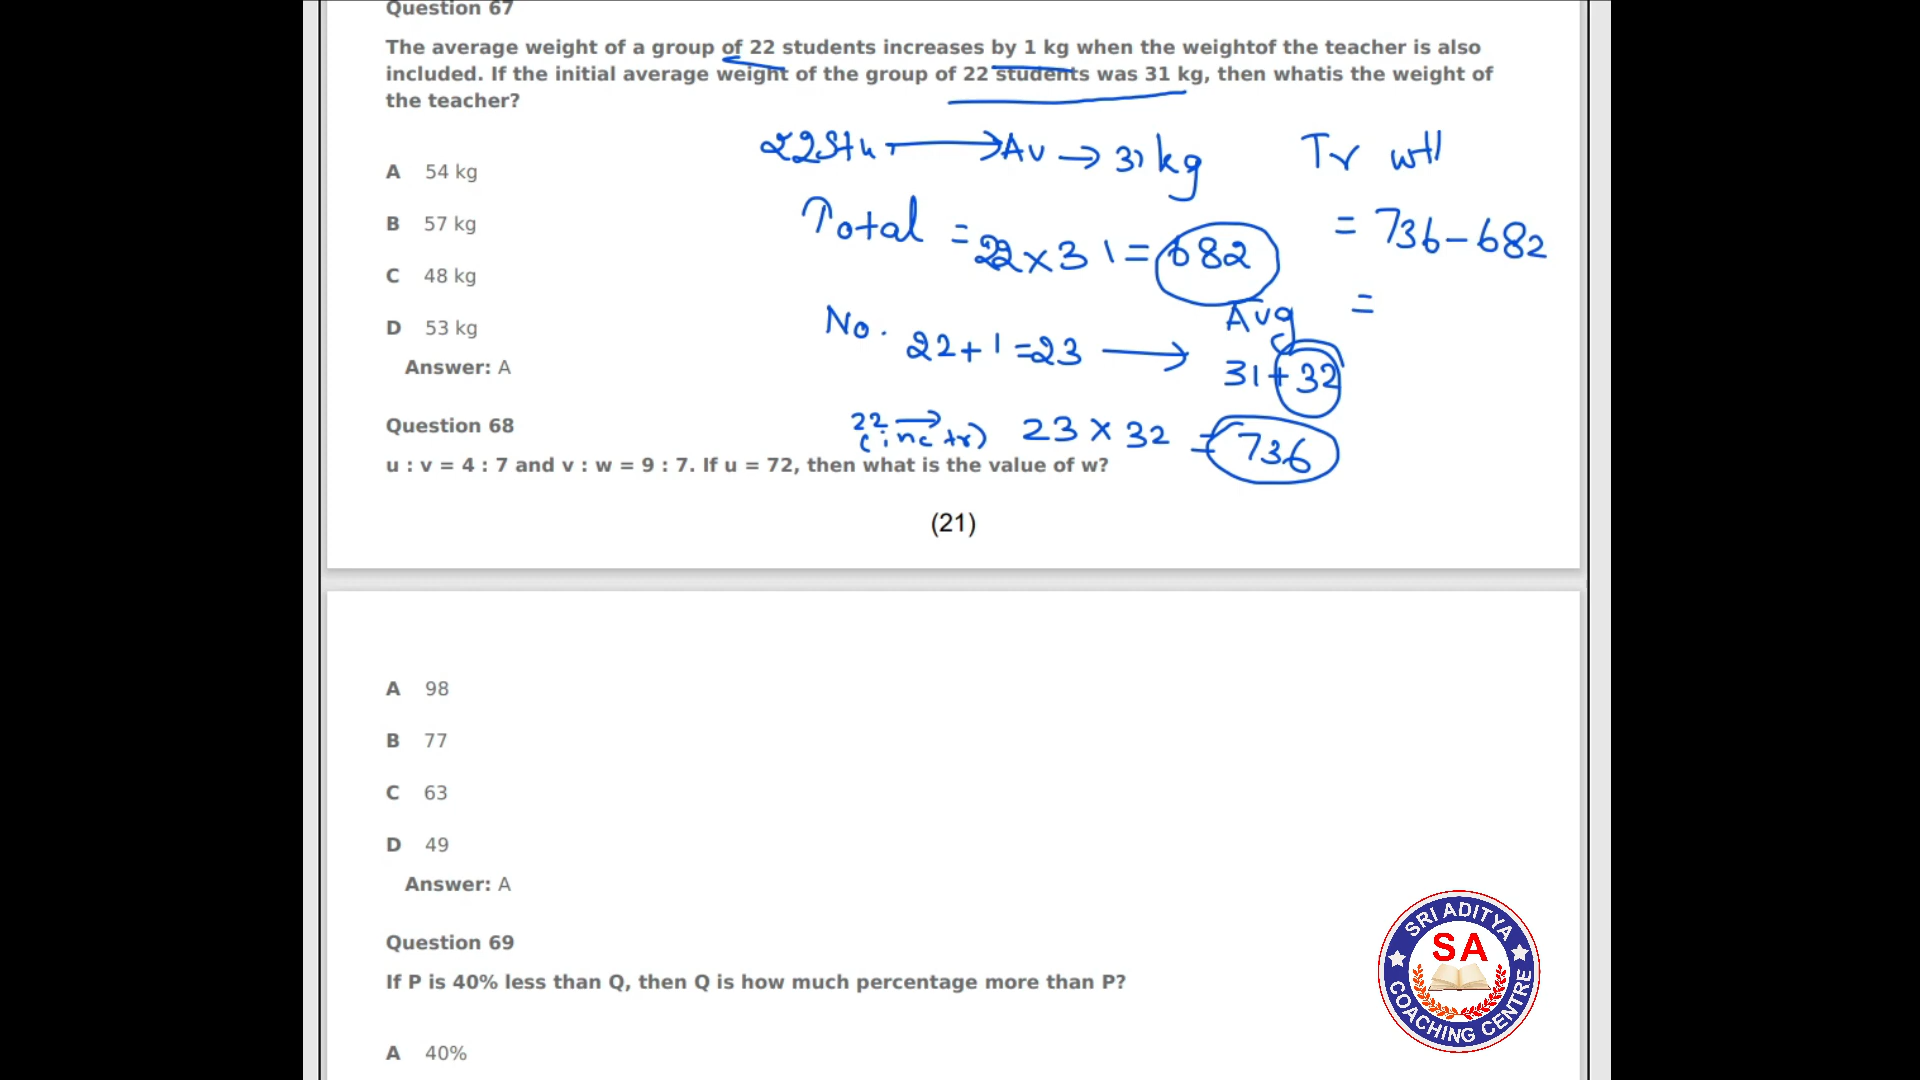 Question 67
The average weight of a group of 22 students increases by 1 kg when the weightof the teacher is also
included. If the initial average weight of the group of 22 students was 31 kg, then whatis the weight of
the teacher?
22 Stu → Av → 31 kg
Tr wt
A 54 kg
Total = 22 × 31 = 682
= 736 - 682
B 57 kg
C 48 kg
=
Avg
No. 22 + 1 = 23 → 31 + 32
D 53 kg
Answer: A
22 →
(inc tr) 23 × 32 = 736
Question 68
u : v = 4 : 7 and v : w = 9 : 7. If u = 72, then what is the value of w?
(21)
A 98
B 77
C 63
D 49
Answer: A
Question 69
If P is 40% less than Q, then Q is how much percentage more than P?
A 40%
SRI ADITYA
SA
COACHING CENTRE